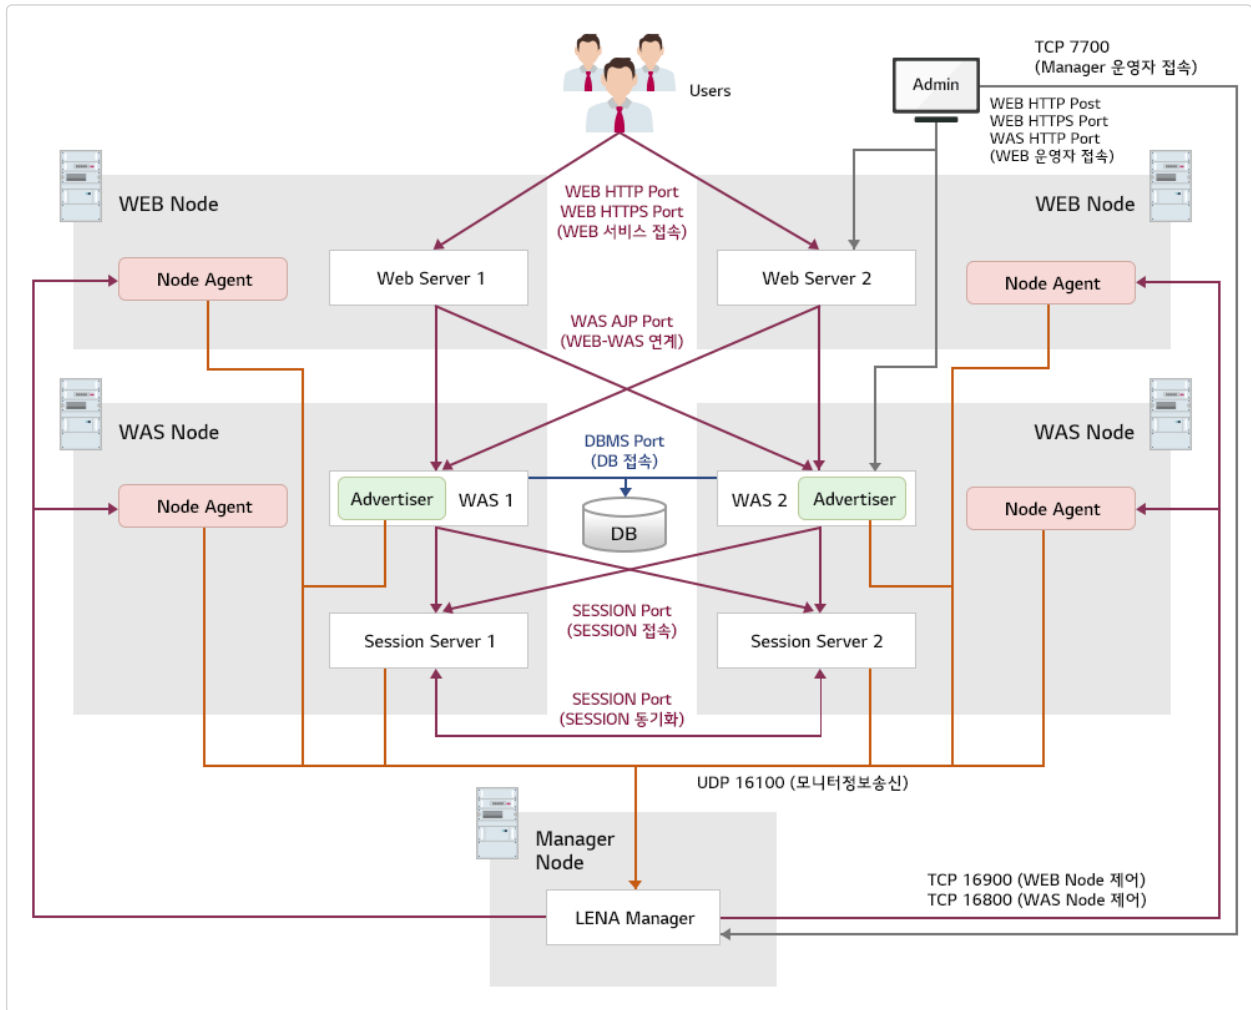 TCP 7700
(Manager 운영자 접속)
Users
Admin
WEB HTTP Post
WEB HTTPS Port
WAS HTTP Port
(WEB 운영자 접속)
WEB Node
WEB HTTP Port
WEB HTTPS Port
(WEB 서비스 접속)
WEB Node
Node Agent
Web Server 1
Web Server 2
Node Agent
WAS AJP Port
(WEB-WAS 연계)
WAS Node
DBMS Port
(DB 접속)
WAS Node
Node Agent
Advertiser
WAS 1
DB
WAS 2
Advertiser
Node Agent
SESSION Port
(SESSION 접속)
Session Server 1
Session Server 2
SESSION Port
(SESSION 동기화)
UDP 16100 (모니터정보송신)
Manager
Node
LENA Manager
TCP 16900 (WEB Node 제어)
TCP 16800 (WAS Node 제어)